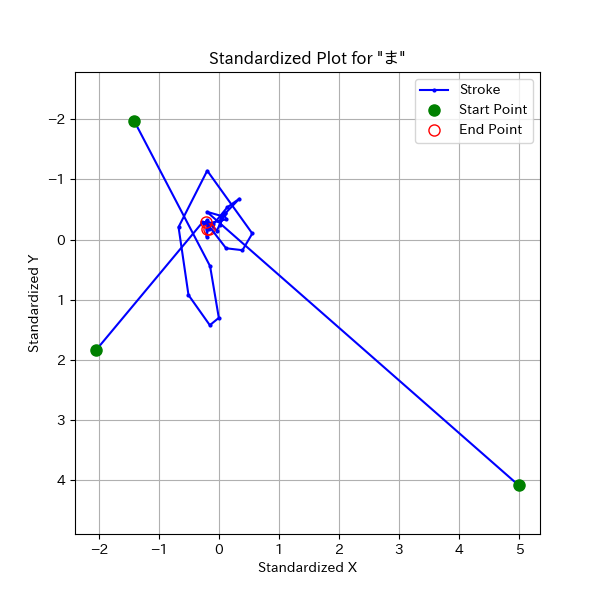 Standardized Plot for "ま"
Stroke
Start Point
End Point
−2
−1
0
1
2
3
4
Standardized Y
−2 −1 0 1 2 3 4 5
Standardized X